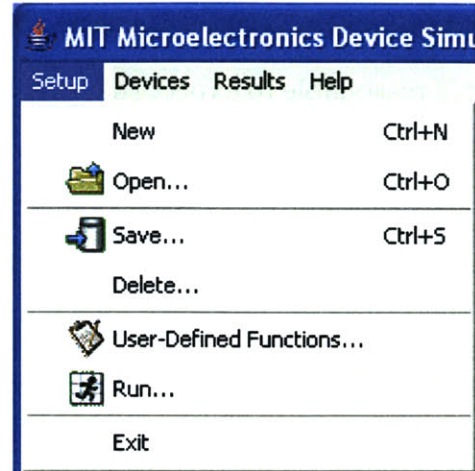 MIT Microelectronics Device Simu
Setup Devices Results Help
New Ctrl+N
Open... Ctrl+O
Save... Ctrl+S
Delete...
User-Defined Functions...
Run...
Exit